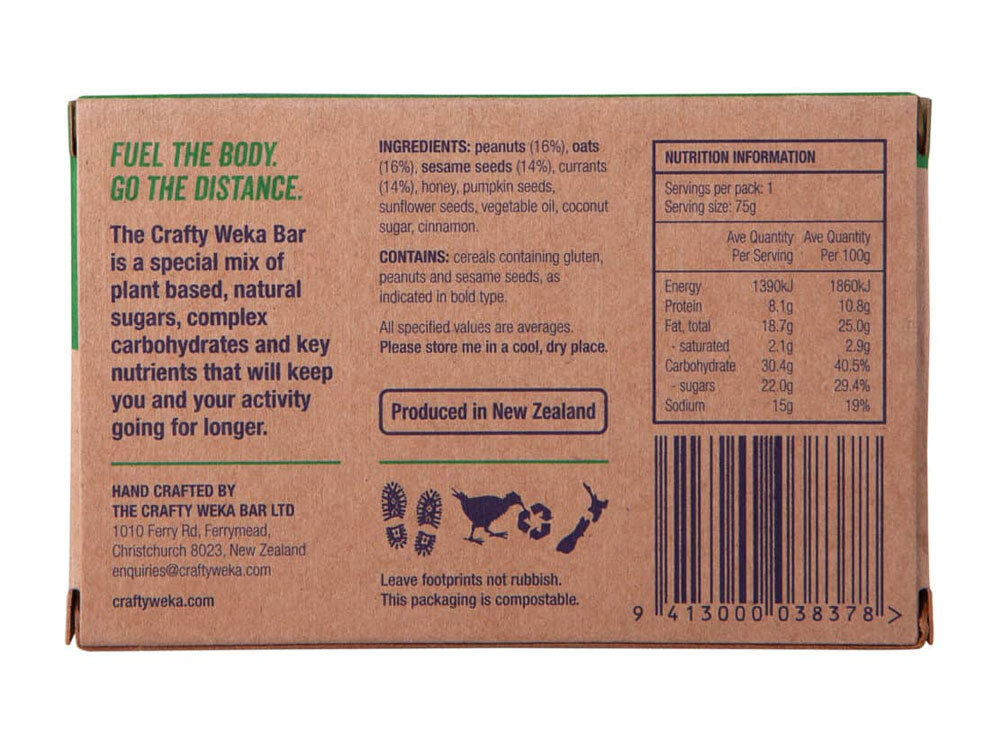 FUEL THE BODY.
GO THE DISTANCE.
The Crafty Weka Bar
is a special mix of
plant based, natural
sugars, complex
carbohydrates and key
nutrients that will keep
you and your activity
going for longer.
HAND CRAFTED BY
THE CRAFTY WEKA BAR LTD
1010 Ferry Rd, Ferrymead,
Christchurch 8023, New Zealand
enquiries@craftyweka.com
craftyweka.com
INGREDIENTS: peanuts (16%), oats
(16%), sesame seeds (14%), currants
(14%), honey, pumpkin seeds,
sunflower seeds, vegetable oil, coconut
sugar, cinnamon.
CONTAINS: cereals containing gluten,
peanuts and sesame seeds, as
indicated in bold type.
All specified values are averages.
Please store me in a cool, dry place.
Produced in New Zealand
Leave footprints not rubbish.
This packaging is compostable.
NUTRITION INFORMATION
Servings per pack: 1
Serving size: 75g
Ave Quantity Ave Quantity
Per Serving Per 100g
Energy 1390kJ 1860kJ
Protein 8.1g 10.8g
Fat, total 18.7g 25.0g
- saturated 2.1g 2.9g
Carbohydrate 30.4g 40.5%
- sugars 22.0g 29.4%
Sodium 15g 19%
9 413000 038378 >